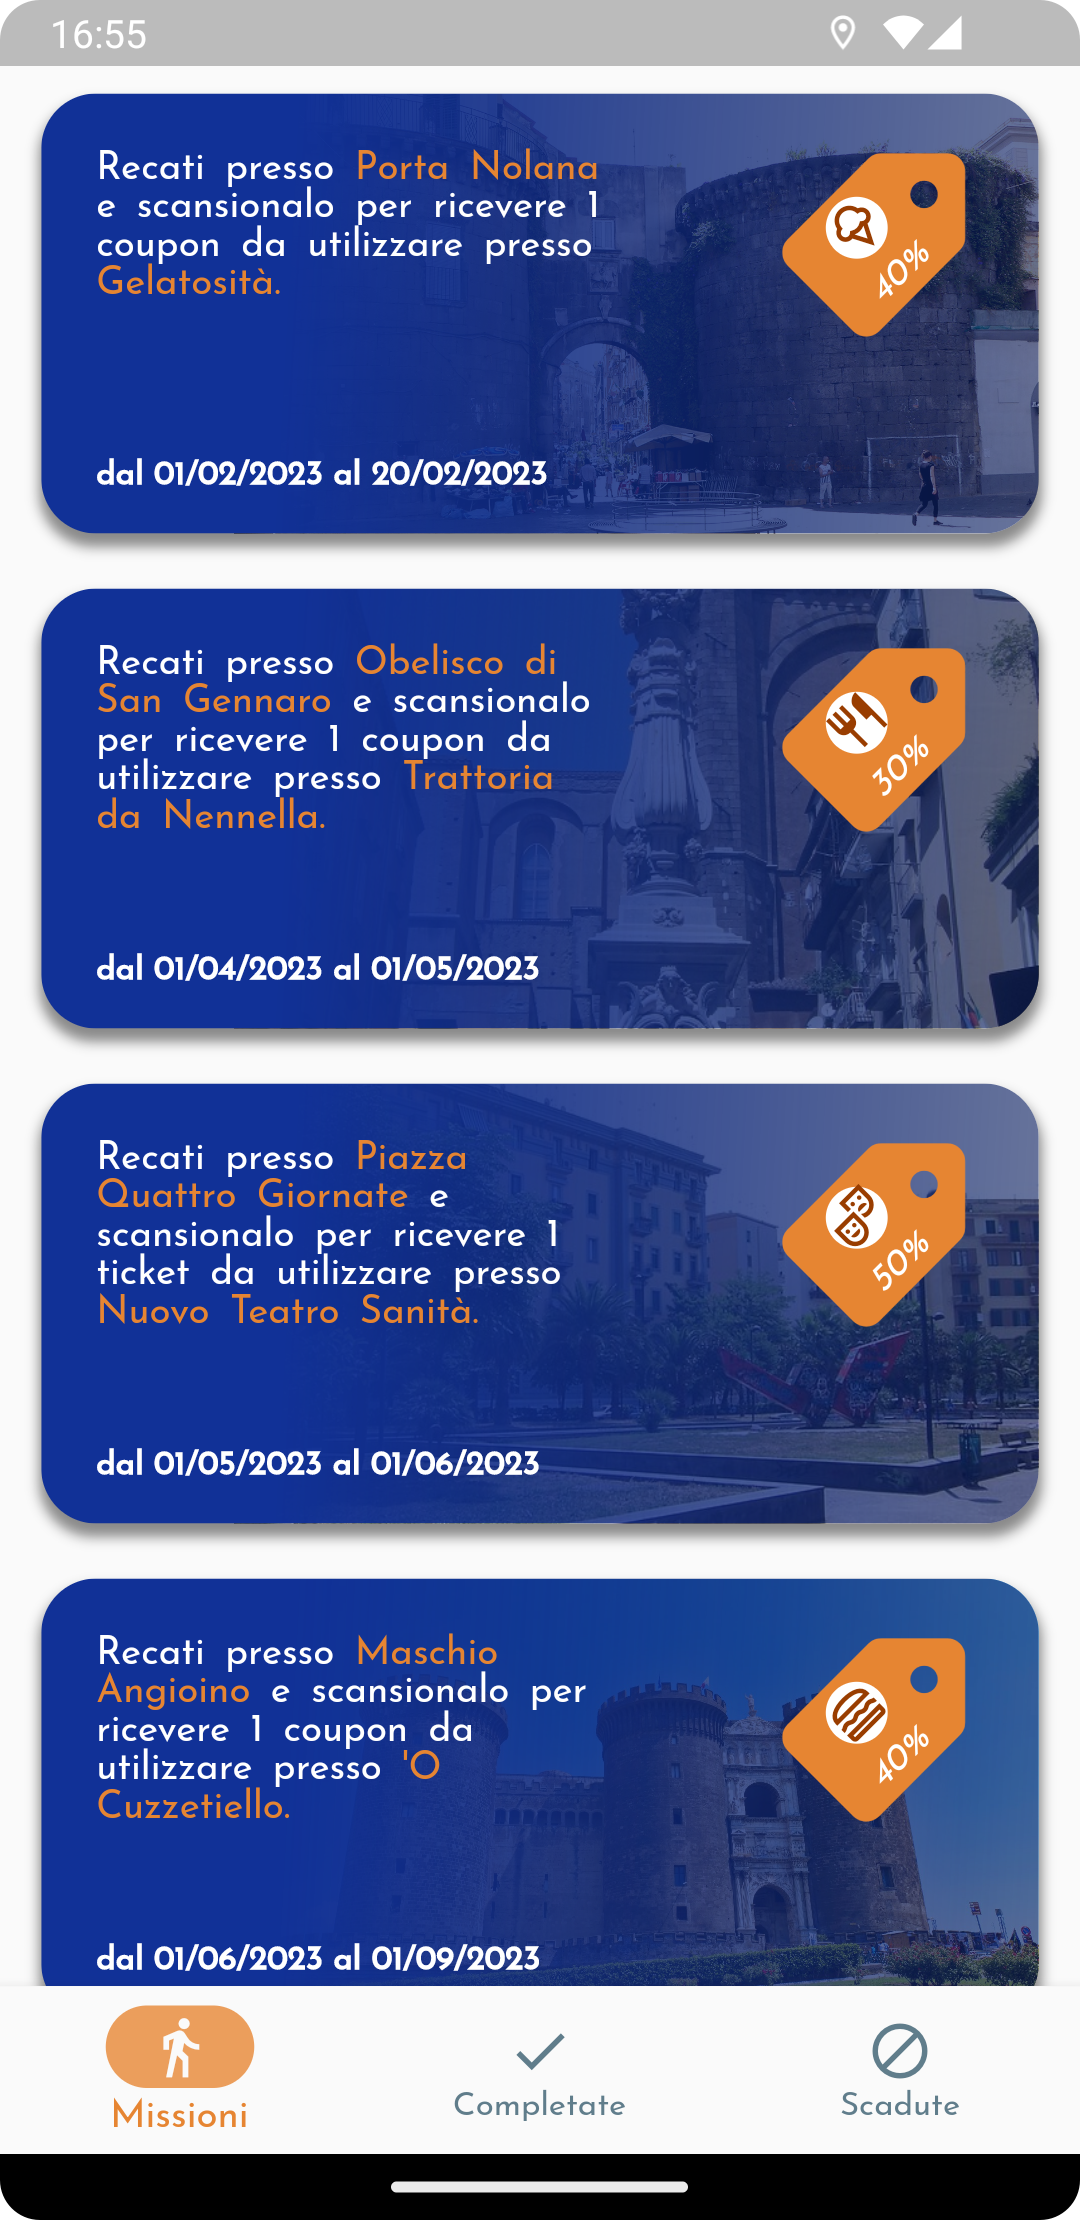 16:55
Recati presso Porta Nolana
e scansionalo per ricevere 1
coupon da utilizzare presso
Gelatosità.
40%
dal 01/02/2023 al 20/02/2023
Recati presso Obelisco di
San Gennaro e scansionalo
per ricevere 1 coupon da
utilizzare presso Trattoria
da Nennella.
30%
dal 01/04/2023 al 01/05/2023
Recati presso Piazza
Quattro Giornate e
scansionalo per ricevere 1
ticket da utilizzare presso
Nuovo Teatro Sanità.
50%
dal 01/05/2023 al 01/06/2023
Recati presso Maschio
Angioino e scansionalo per
ricevere 1 coupon da
utilizzare presso 'O
Cuzzetiello.
40%
dal 01/06/2023 al 01/09/2023
Missioni
Completate
Scadute